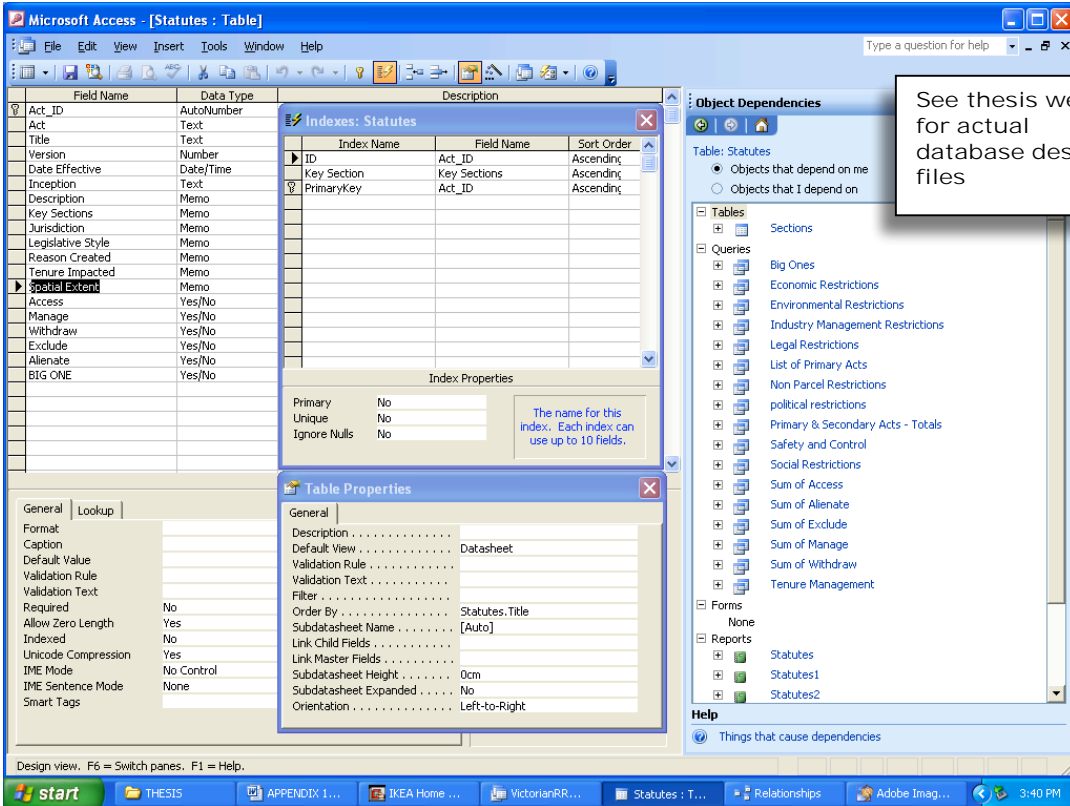 Microsoft Access - [Statutes : Table]
File Edit View Insert Tools Window Help
Type a question for help
Field Name Data Type Description
Act_ID AutoNumber
Act Text
Title Text
Version Number
Date Effective Date/Time
Inception Text
Description Memo
Key Sections Memo
Jurisdiction Memo
Legislative Style Memo
Reason Created Memo
Tenure Impacted Memo
Spatial Extent Memo
Access Yes/No
Manage Yes/No
Withdraw Yes/No
Exclude Yes/No
Alienate Yes/No
BIG ONE Yes/No
Indexes: Statutes
Index Name Field Name Sort Order
ID Act_ID Ascending
Key Section Key Sections Ascending
PrimaryKey Act_ID Ascending
Index Properties
Primary No
Unique No
Ignore Nulls No
The name for this
index. Each index can
use up to 10 fields.
General Lookup
Format
Caption
Default Value
Validation Rule
Validation Text
Required No
Allow Zero Length Yes
Indexed No
Unicode Compression Yes
IME Mode No Control
IME Sentence Mode None
Smart Tags
Table Properties
General
Description . . . . . . . . . . . . . .
Default View . . . . . . . . . . . . . Datasheet
Validation Rule . . . . . . . . . . . .
Validation Text . . . . . . . . . . .
Filter . . . . . . . . . . . . . . . . . .
Order By . . . . . . . . . . . . . . . Statutes.Title
Subdatasheet Name . . . . . . . . [Auto]
Link Child Fields . . . . . . . . . . .
Link Master Fields . . . . . . . . . .
Subdatasheet Height . . . . . . . 0cm
Subdatasheet Expanded . . . . . No
Orientation . . . . . . . . . . . . . . Left-to-Right
Object Dependencies
Table: Statutes
Objects that depend on me
Objects that I depend on
Tables
Sections
Queries
Big Ones
Economic Restrictions
Environmental Restrictions
Industry Management Restrictions
Legal Restrictions
List of Primary Acts
Non Parcel Restrictions
political restrictions
Primary & Secondary Acts - Totals
Safety and Control
Social Restrictions
Sum of Access
Sum of Alienate
Sum of Exclude
Sum of Manage
Sum of Withdraw
Tenure Management
Forms
None
Reports
Statutes
Statutes1
Statutes2
Help
Things that cause dependencies
See thesis we
for actual
database des
files
Design view. F6 = Switch panes. F1 = Help.
start THESIS APPENDIX 1... IKEA Home ... VictorianRR... Statutes : T... Relationships Adobe Imag... 3:40 PM